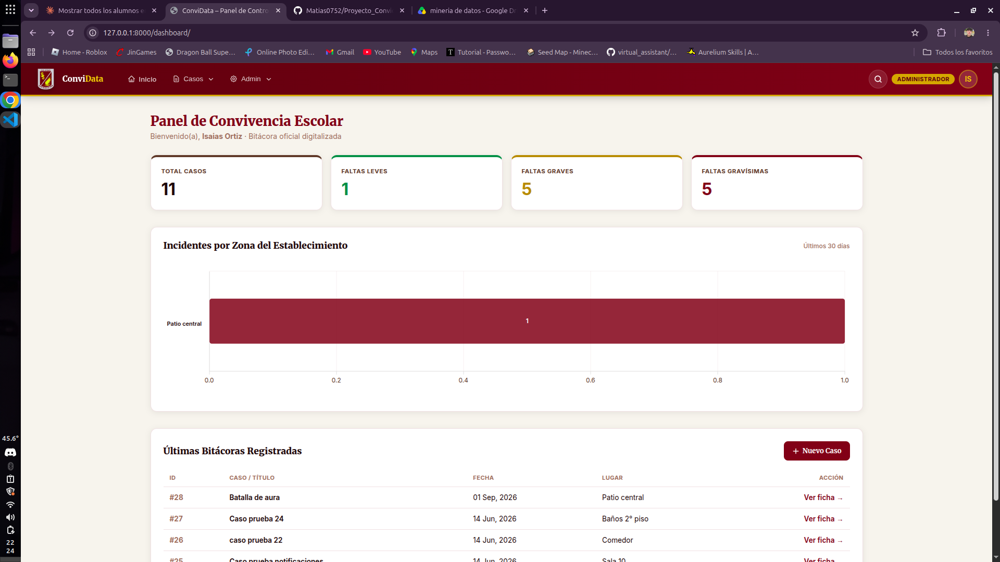 Mostrar todos los alumnos e
ConviData – Panel de Contro
Matias0752/Proyecto_Convi
mineria de datos - Google Dr
127.0.0.1:8000/dashboard/
Home - Roblox
JinGames
Dragon Ball Supe...
Online Photo Edi...
Gmail
YouTube
Maps
Tutorial - Passwo...
Seed Map - Minec...
virtual_assistant/...
Aurelium Skills | A...
Todos los favoritos
ConviData
Inicio
Casos
Admin
ADMINISTRADOR
IS
Panel de Convivencia Escolar
Bienvenido(a), Isaias Ortiz · Bitácora oficial digitalizada
TOTAL CASOS
11
FALTAS LEVES
1
FALTAS GRAVES
5
FALTAS GRAVÍSIMAS
5
Incidentes por Zona del Establecimiento
Últimos 30 días
Patio central
1
0.0 0.2 0.4 0.6 0.8 1.0
Últimas Bitácoras Registradas
+ Nuevo Caso
ID CASO / TÍTULO FECHA LUGAR ACCIÓN
#28 Batalla de aura 01 Sep, 2026 Patio central Ver ficha →
#27 Caso prueba 24 14 Jun, 2026 Baños 2° piso Ver ficha →
#26 caso prueba 22 14 Jun, 2026 Comedor Ver ficha →
#25 Caso prueba notificaciones 14 Jun, 2026 Sala 10 Ver ficha →
45.6°
22
24